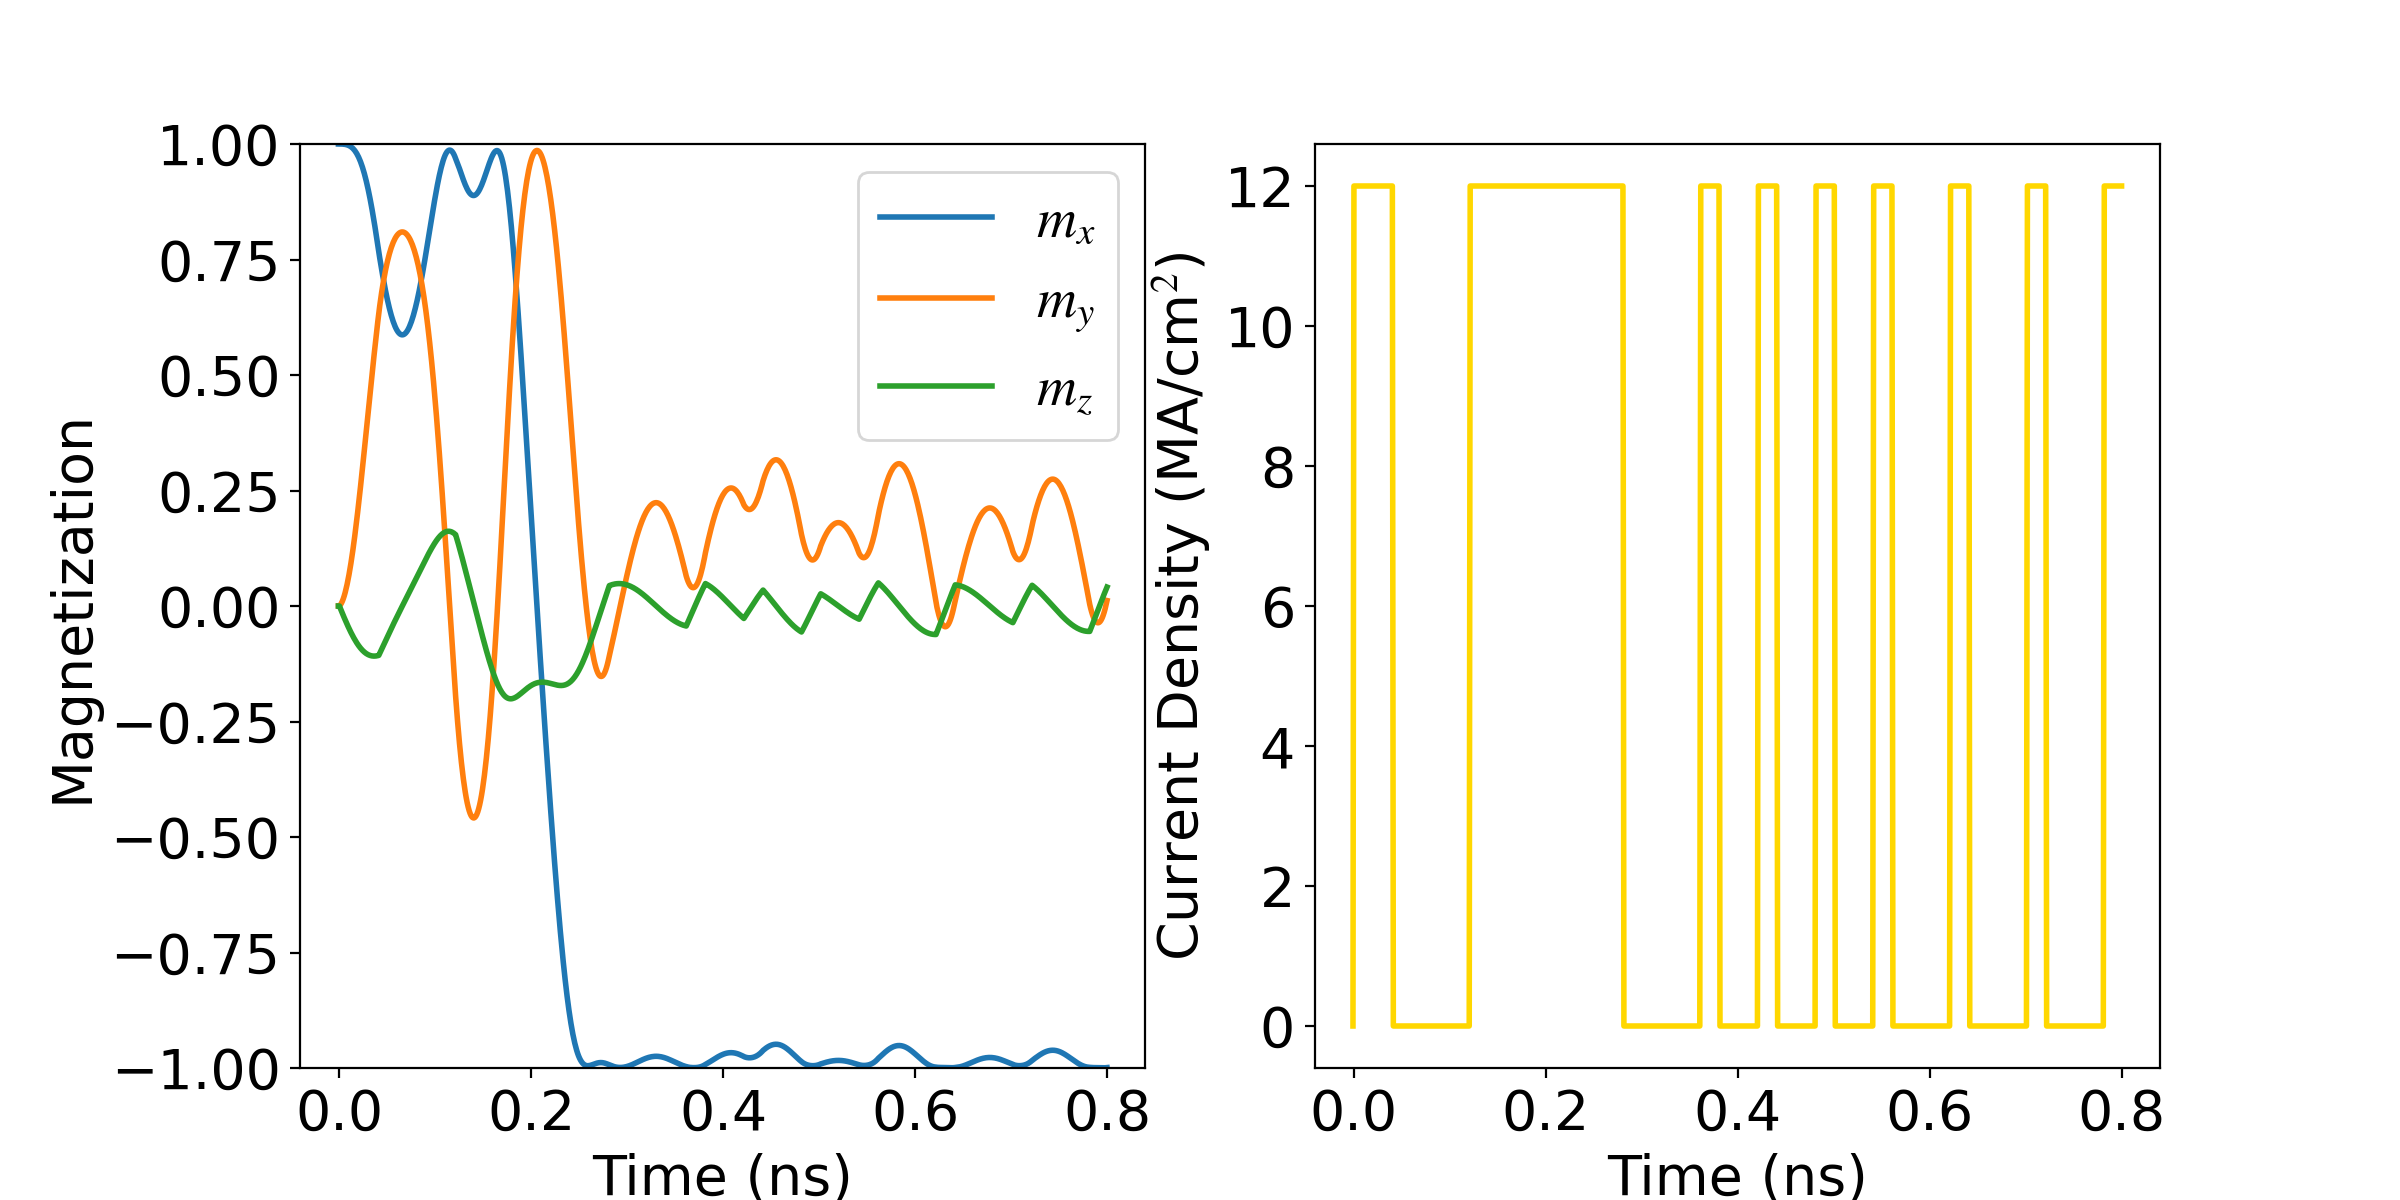 1.00
0.75
0.50
0.25
0.00
−0.25
−0.50
−0.75
−1.00
Magnetization
0.0 0.2 0.4 0.6 0.8
Time (ns)
m_x
m_y
m_z
12
10
8
6
4
2
0
Current Density (MA/cm²)
0.0 0.2 0.4 0.6 0.8
Time (ns)